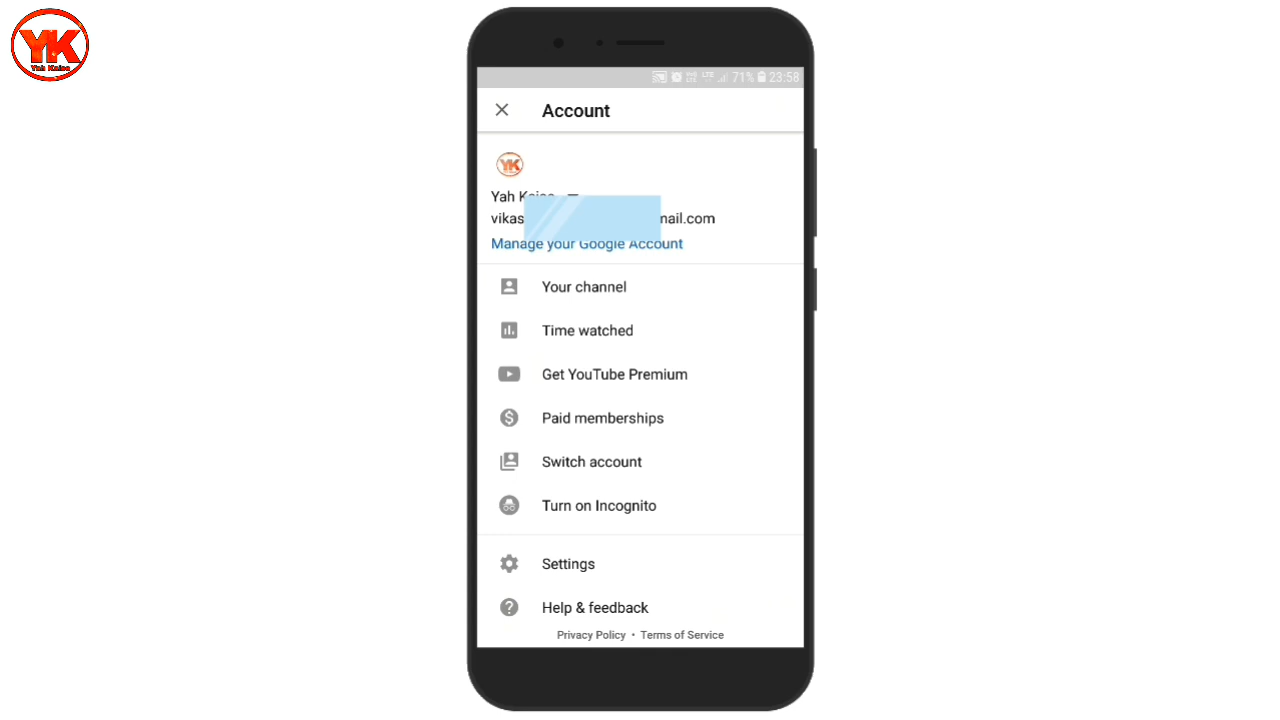 YK
Yah Kaise
71% 23:58
Account
YK
Yah Kaise
vikas mail.com
Manage your Google Account
Your channel
Time watched
Get YouTube Premium
Paid memberships
Switch account
Turn on Incognito
Settings
Help & feedback
Privacy Policy • Terms of Service